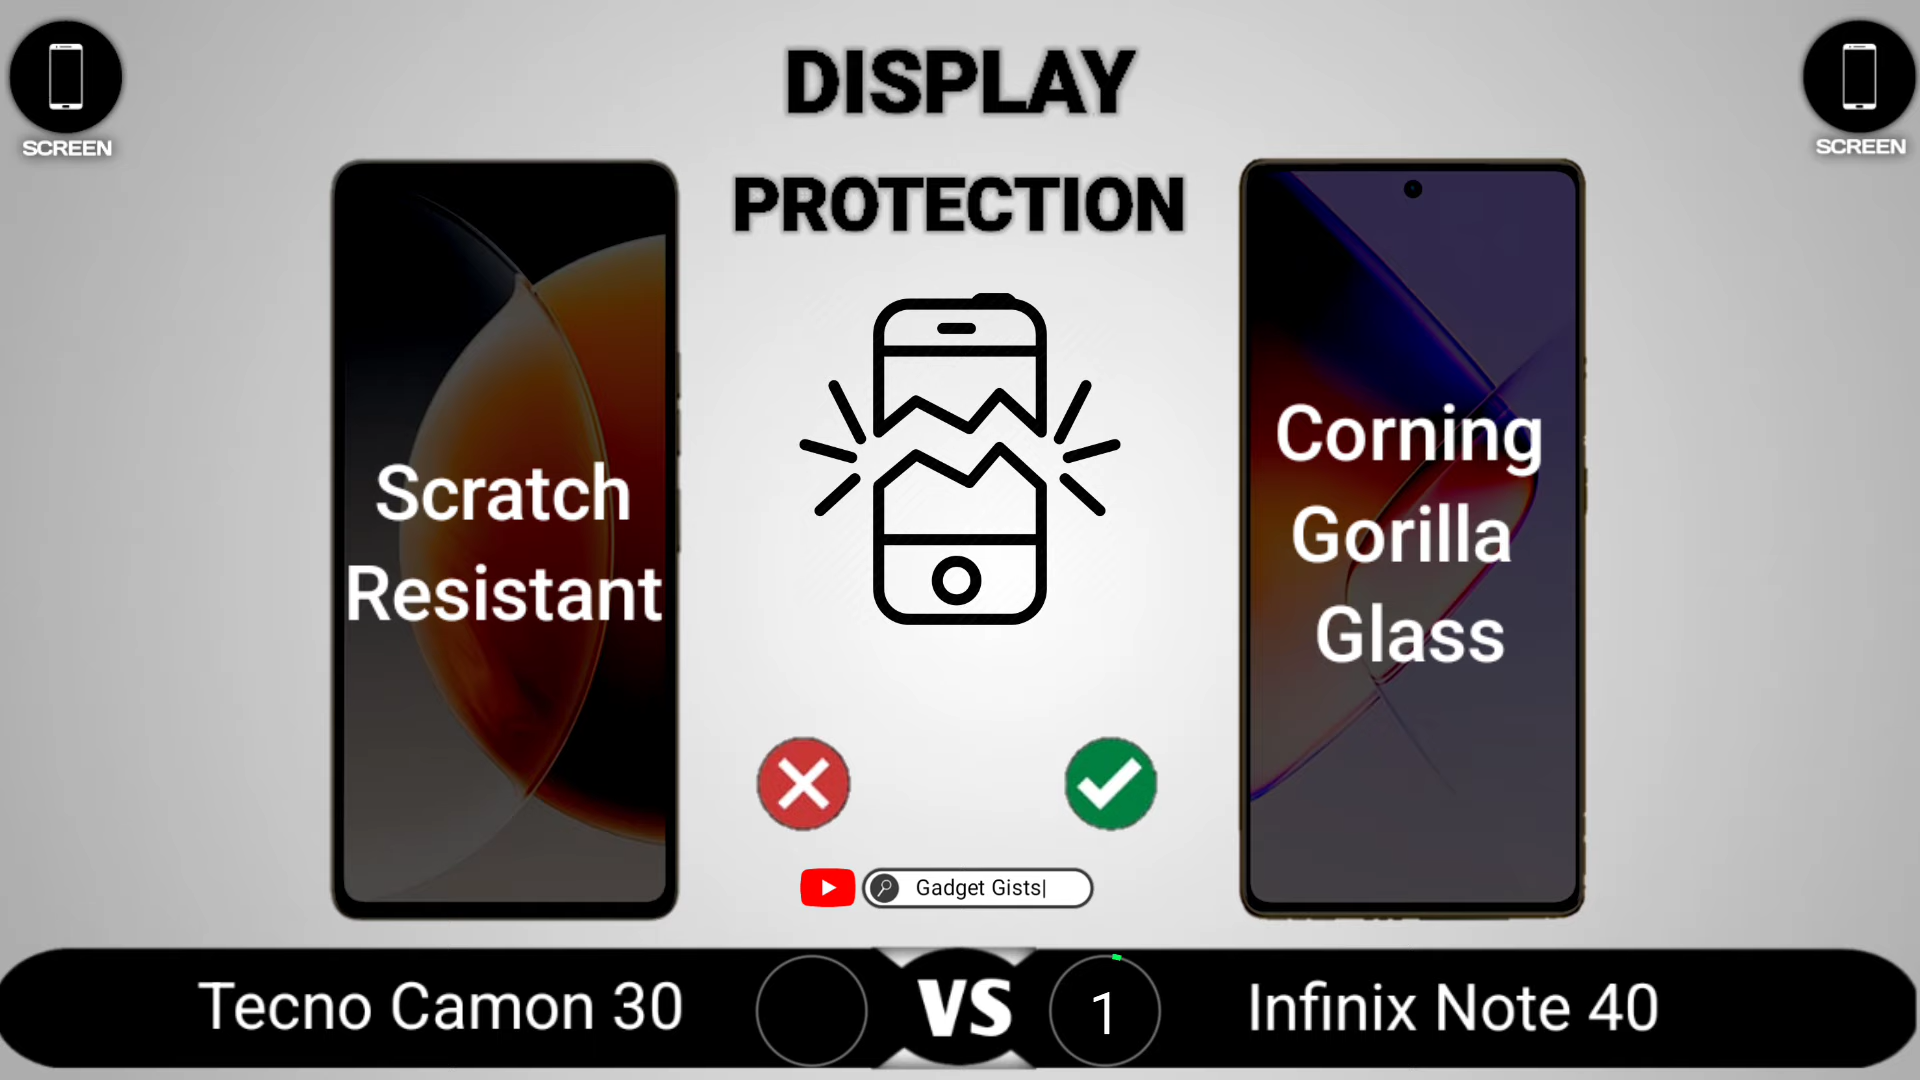 DISPLAY
PROTECTION
SCREEN
SCREEN
Scratch
Resistant
Corning
Gorilla
Glass
Gadget Gists|
Tecno Camon 30
VS
1
Infinix Note 40